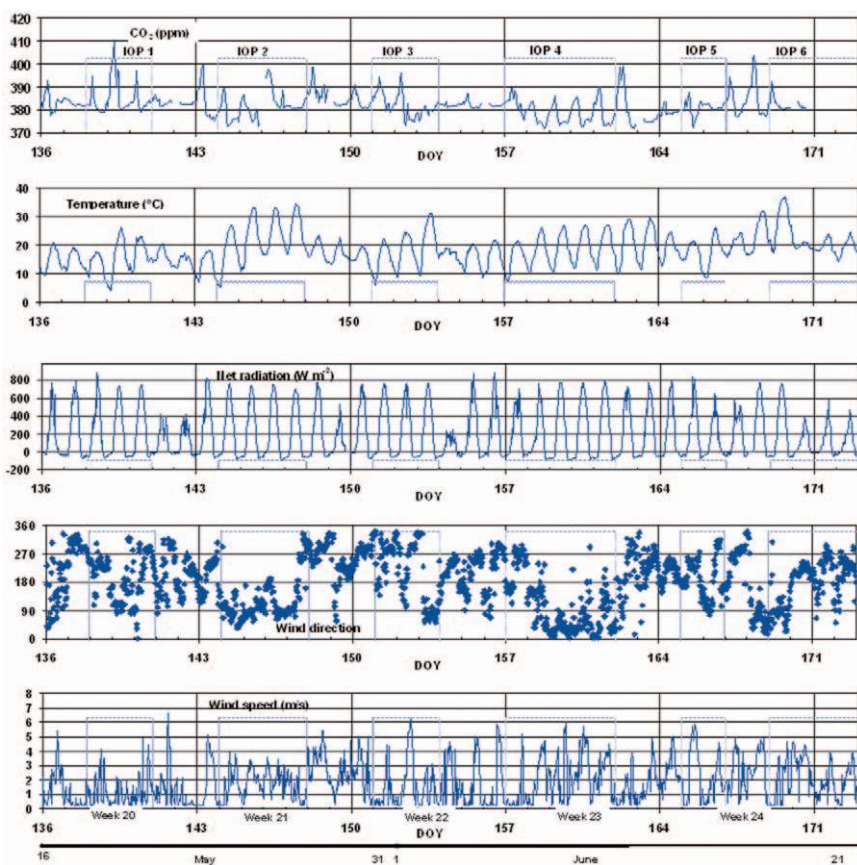 CO₂ (ppm) IOP 1 IOP 2 IOP 3 IOP 4 IOP 5 IOP 6
420
410
400
390
380
370
136 143 150 157 164 171
DOY
Temperature (°C)
40
30
20
10
0
136 143 150 157 164 171
DOY
Net radiation (W m⁻²)
800
600
400
200
0
-200
136 143 150 157 164 171
DOY
360
270
180
90
0
Wind direction
136 143 150 157 164 171
DOY
Wind speed (m/s)
8
7
6
5
4
3
2
1
0
Week 20 Week 21 Week 22 Week 23 Week 24
136 143 150 157 164 171
DOY
16 May 31 1 June 21